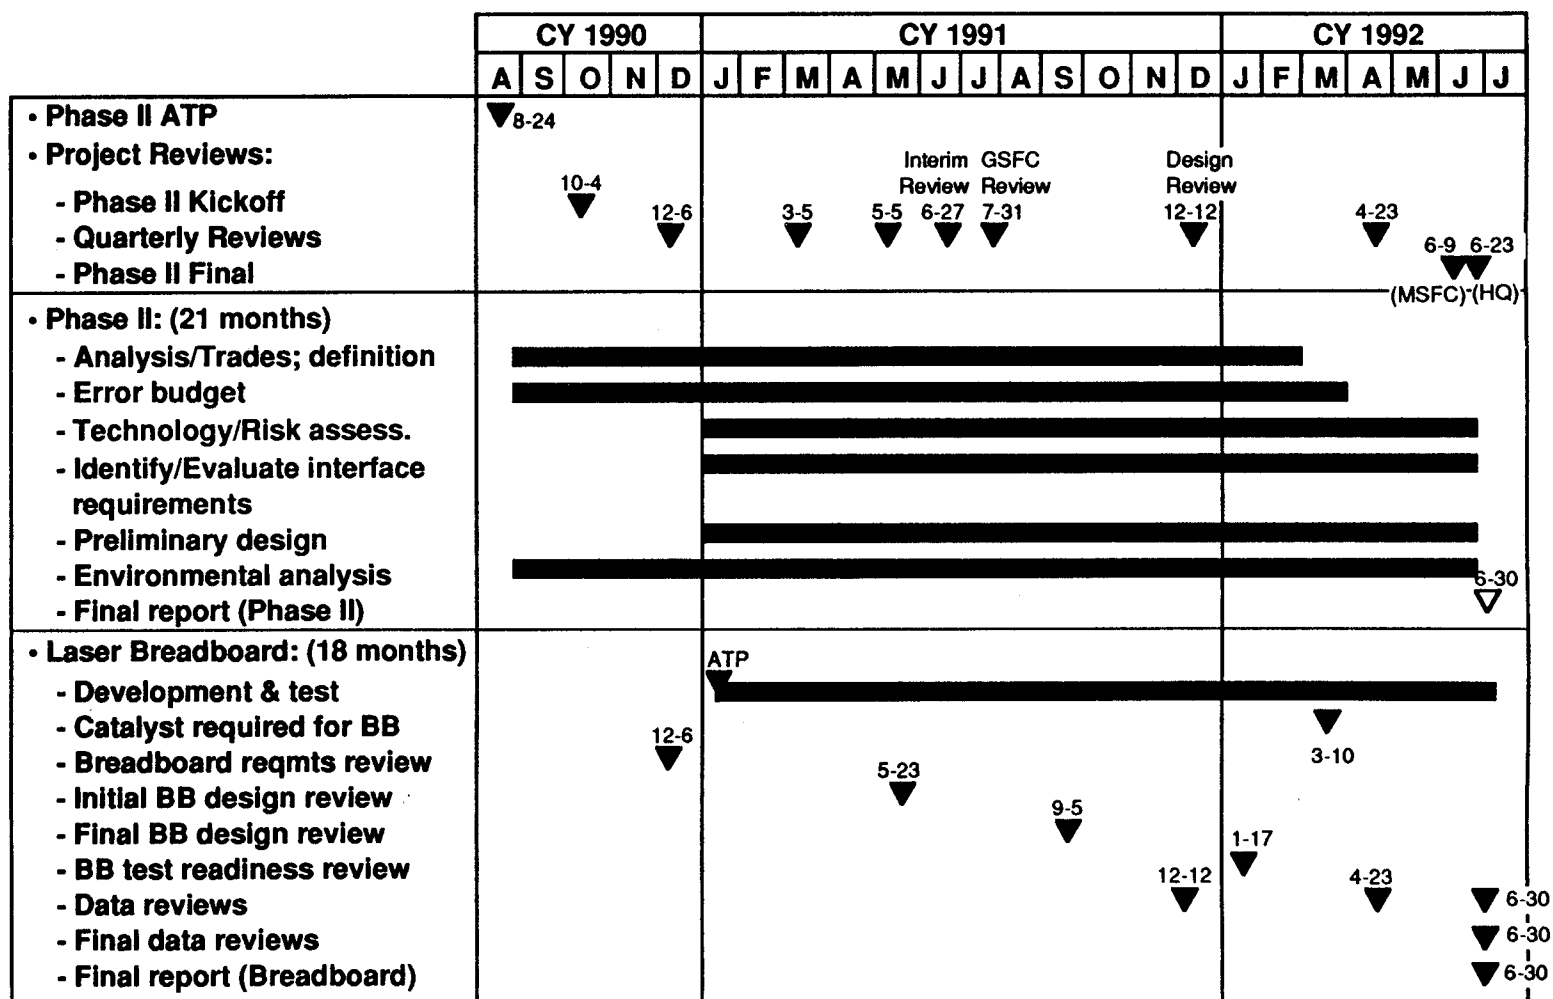 CY 1990 CY 1991 CY 1992
A S O N D J F M A M J J A S O N D J F M A M J J
• Phase II ATP
8-24
• Project Reviews:
Interim GSFC Design
Review Review Review
- Phase II Kickoff
10-4
- Quarterly Reviews
12-6 3-5 5-5 6-27 7-31 12-12 4-23
- Phase II Final
6-9 6-23
(MSFC) (HQ)
• Phase II: (21 months)
- Analysis/Trades; definition
- Error budget
- Technology/Risk assess.
- Identify/Evaluate interface
requirements
- Preliminary design
- Environmental analysis
- Final report (Phase II)
6-30
• Laser Breadboard: (18 months)
ATP
- Development & test
- Catalyst required for BB
3-10
- Breadboard reqmts review
12-6
- Initial BB design review
5-23
- Final BB design review
9-5
- BB test readiness review
1-17
- Data reviews
12-12 4-23 6-30
- Final data reviews
6-30
- Final report (Breadboard)
6-30